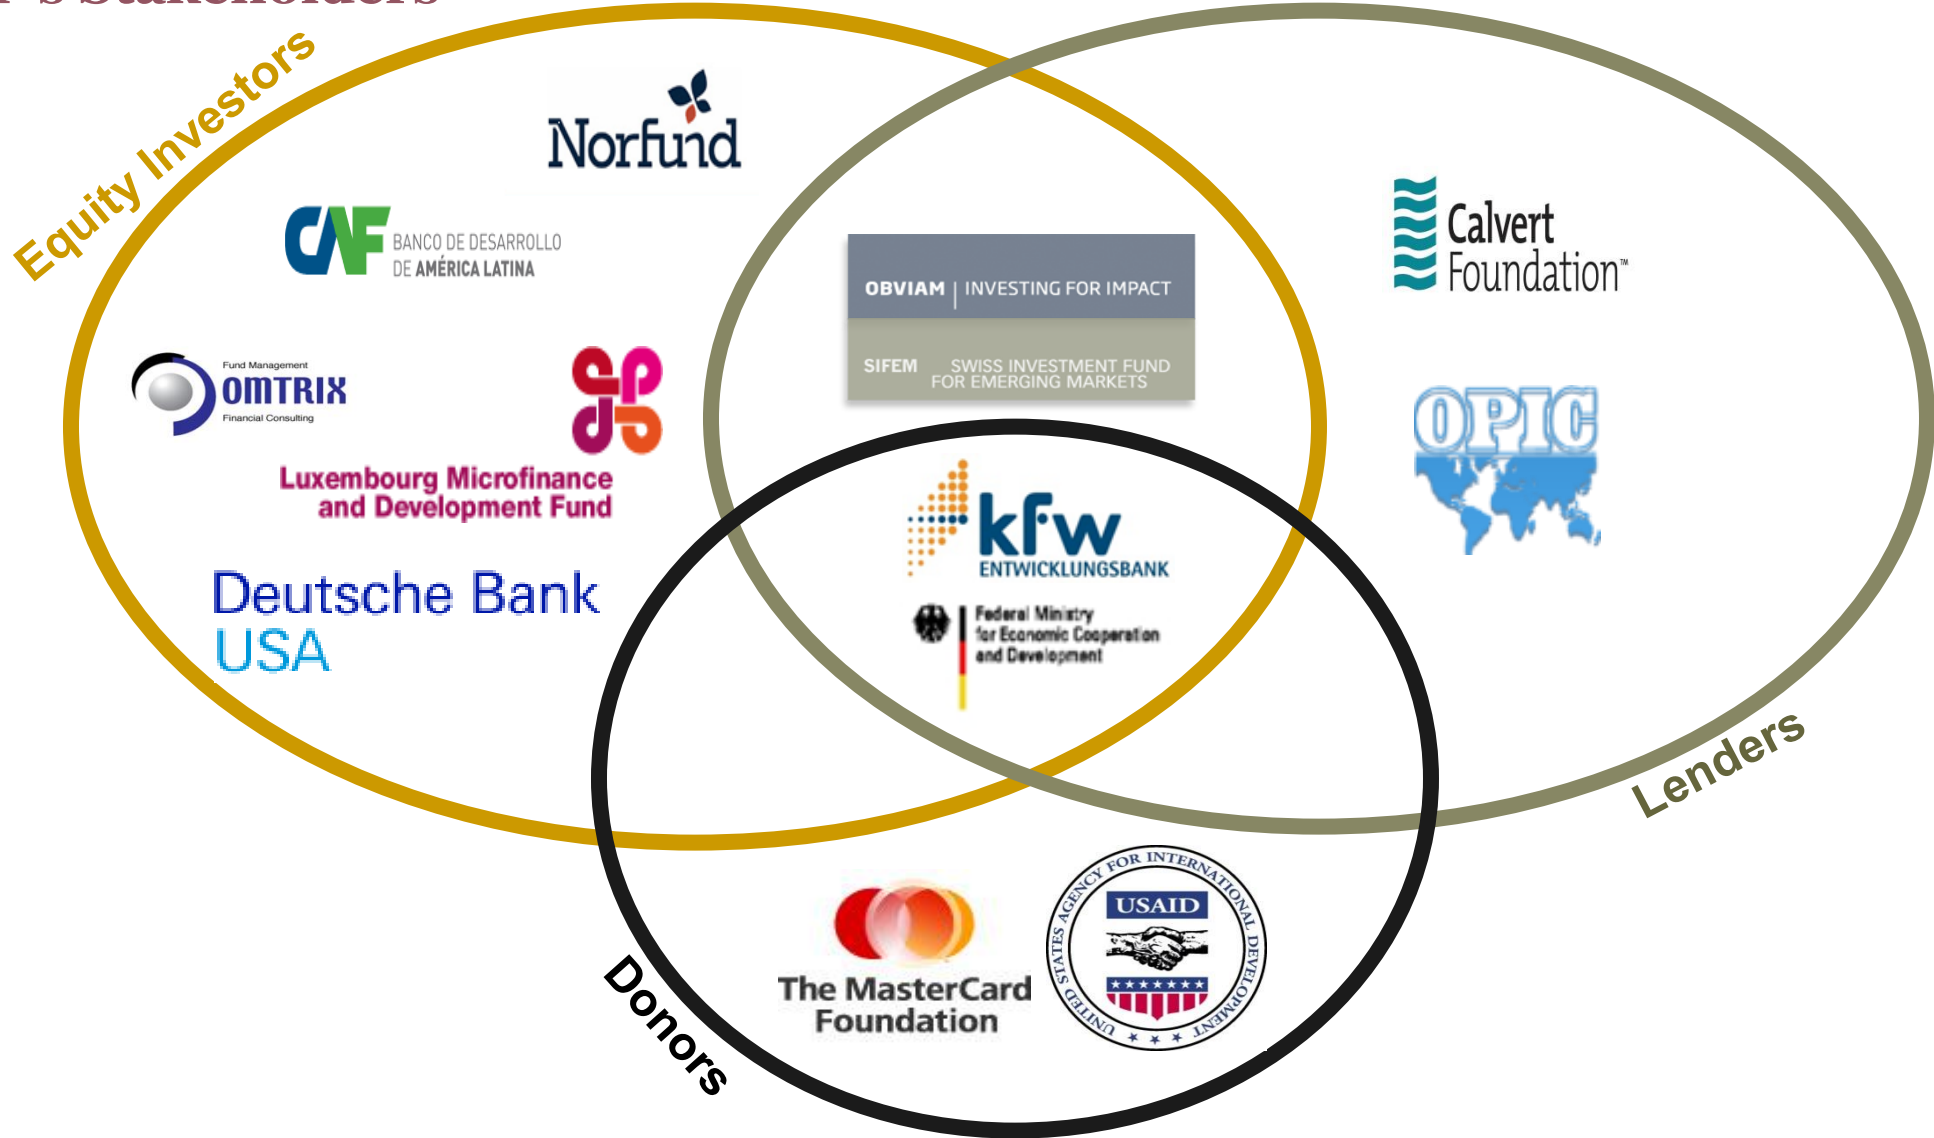 's Stakeholders
Equity Investors
Norfund
CAF BANCO DE DESARROLLO
DE AMÉRICA LATINA
Fund Management
OMTRIX
Financial Consulting
Luxembourg Microfinance
and Development Fund
Deutsche Bank
USA
OBVIAM | INVESTING FOR IMPACT
SIFEM SWISS INVESTMENT FUND
FOR EMERGING MARKETS
kfw
ENTWICKLUNGSBANK
Federal Ministry
for Economic Cooperation
and Development
Calvert
Foundation™
OPIC
Lenders
Donors
The MasterCard
Foundation
UNITED STATES AGENCY FOR INTERNATIONAL DEVELOPMENT
USAID